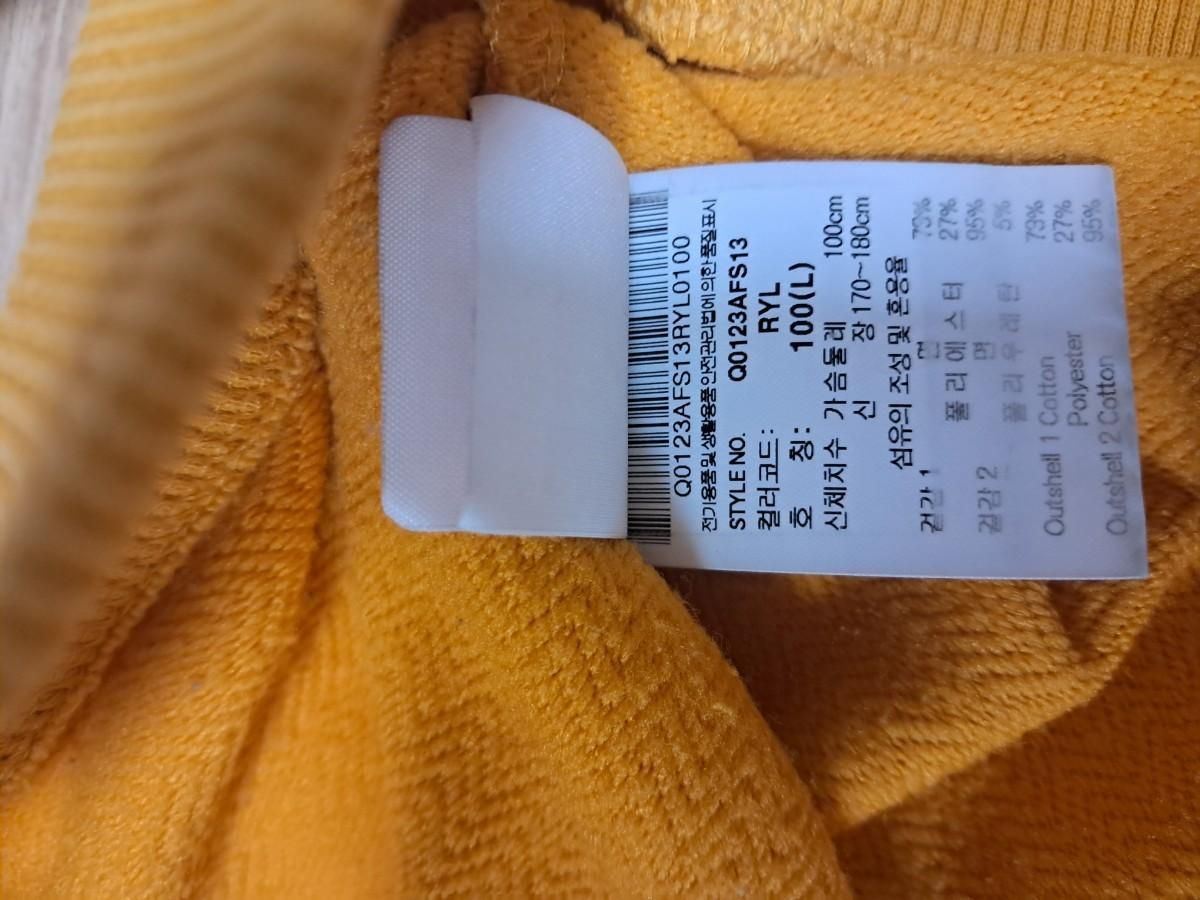 Q0123AFS13RYL0100
전기용품및 생활용품 안전관리법에 의한 품질표시
STYLE NO. Q0123AFS13
컬러코드: RYL
호 칭: 100(L)
신체치수 가슴둘레 100cm
신 장 170~180cm
섬유의 조성 및 혼용율
겉감 1 면 73%
폴리에스터 27%
겉감 2 면 95%
폴리우레탄 5%
Outshell 1 Cotton 73%
Polyester 27%
Outshell 2 Cotton 95%